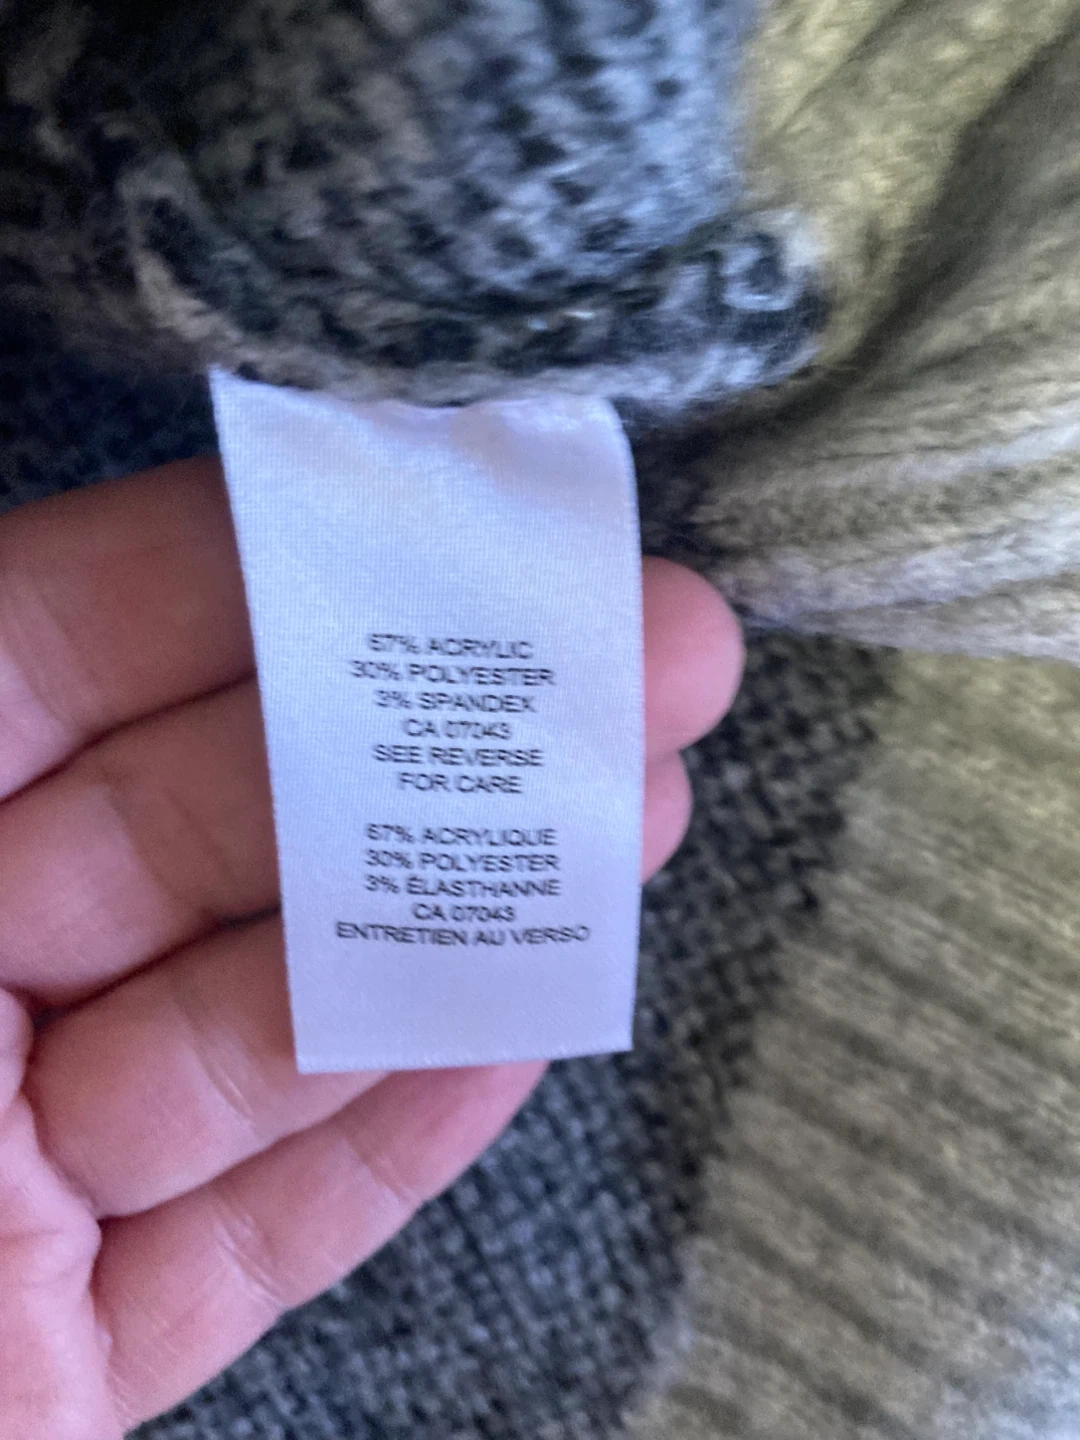 67% ACRYLIC
30% POLYESTER
3% SPANDEX
CA 07043
SEE REVERSE
FOR CARE
67% ACRYLIQUE
30% POLYESTER
3% ÉLASTHANNE
CA 07043
ENTRETIEN AU VERSO